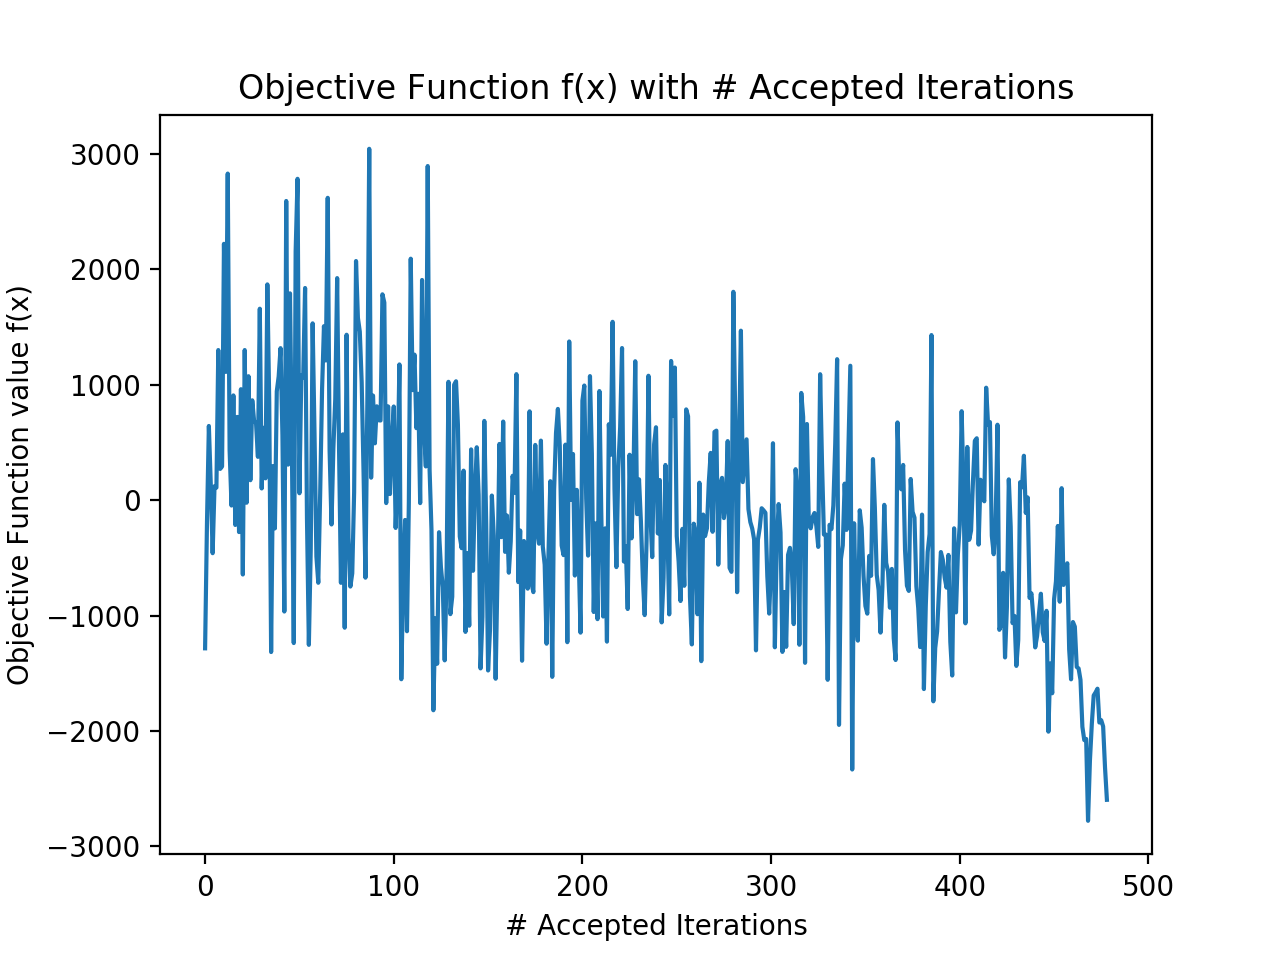 Objective Function f(x) with # Accepted Iterations
Objective Function value f(x)
3000
2000
1000
0
−1000
−2000
−3000
0 100 200 300 400 500
# Accepted Iterations